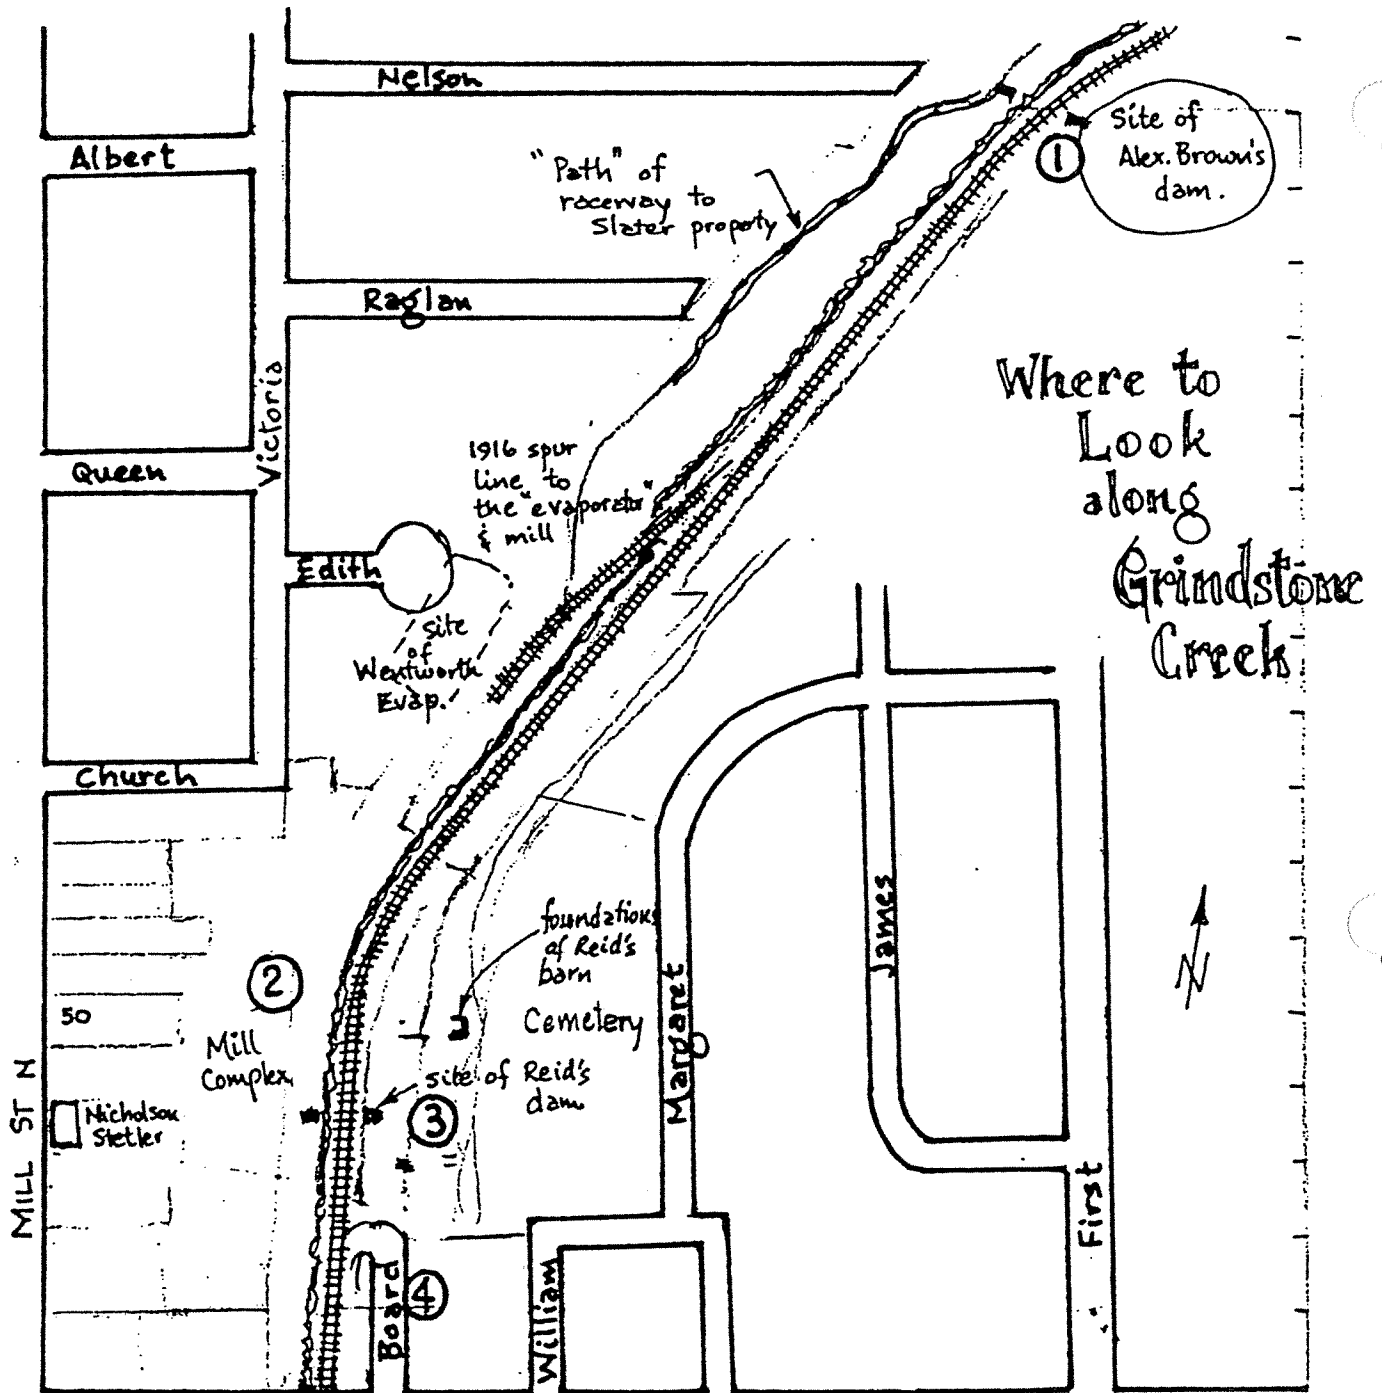 Nelson
Albert
"Path" of
raceway to
Slater property
1
Site of
Alex. Brown's
dam.
Raglan
Victoria
Where to
Look
along
Grindstone
Creek
Queen
1916 spur
line to
the "evaporator"
& mill
Edith
site
of
Wentworth
Evap.
Church
James
foundations
of Reid's
barn
2
50
Cemetery
Margaret
N
Mill
Complex
site of Reid's
dam
3
MILL ST N
Nicholson
Stetler
First
Board
4
William